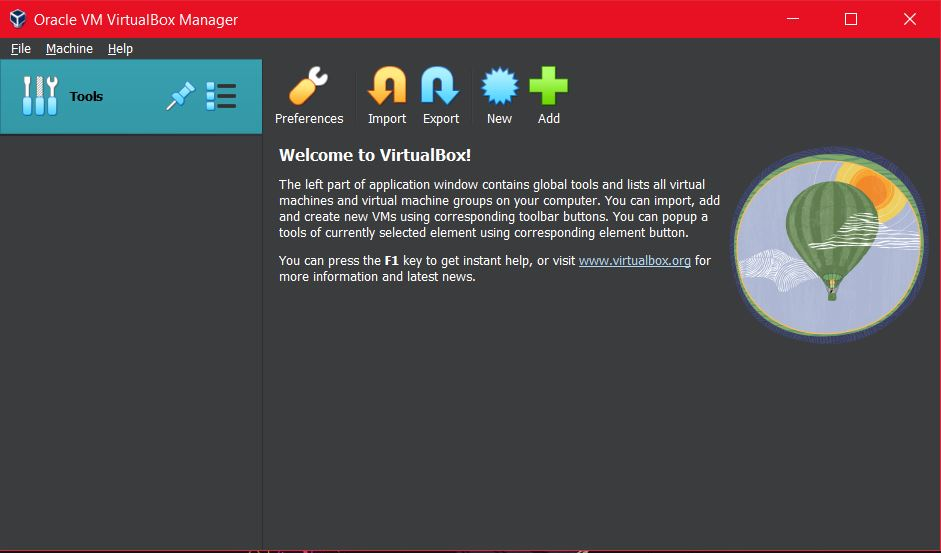 Oracle VM VirtualBox Manager
File Machine Help
Tools
Preferences Import Export New Add
Welcome to VirtualBox!
The left part of application window contains global tools and lists all virtual
machines and virtual machine groups on your computer. You can import, add
and create new VMs using corresponding toolbar buttons. You can popup a
tools of currently selected element using corresponding element button.
You can press the F1 key to get instant help, or visit www.virtualbox.org for
more information and latest news.